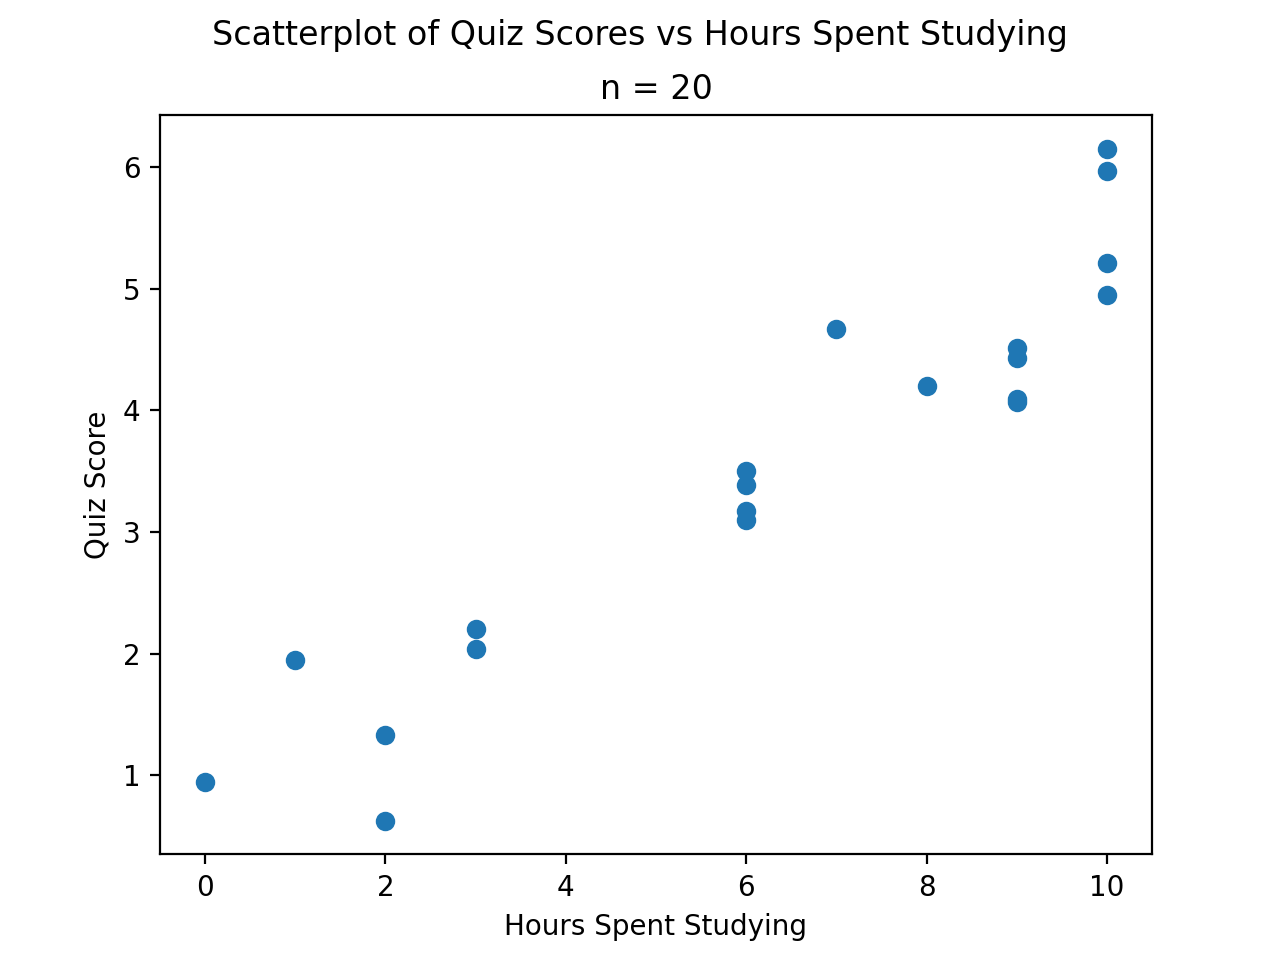 Scatterplot of Quiz Scores vs Hours Spent Studying
n = 20
6
5
4
3
2
1
Quiz Score
0 2 4 6 8 10
Hours Spent Studying